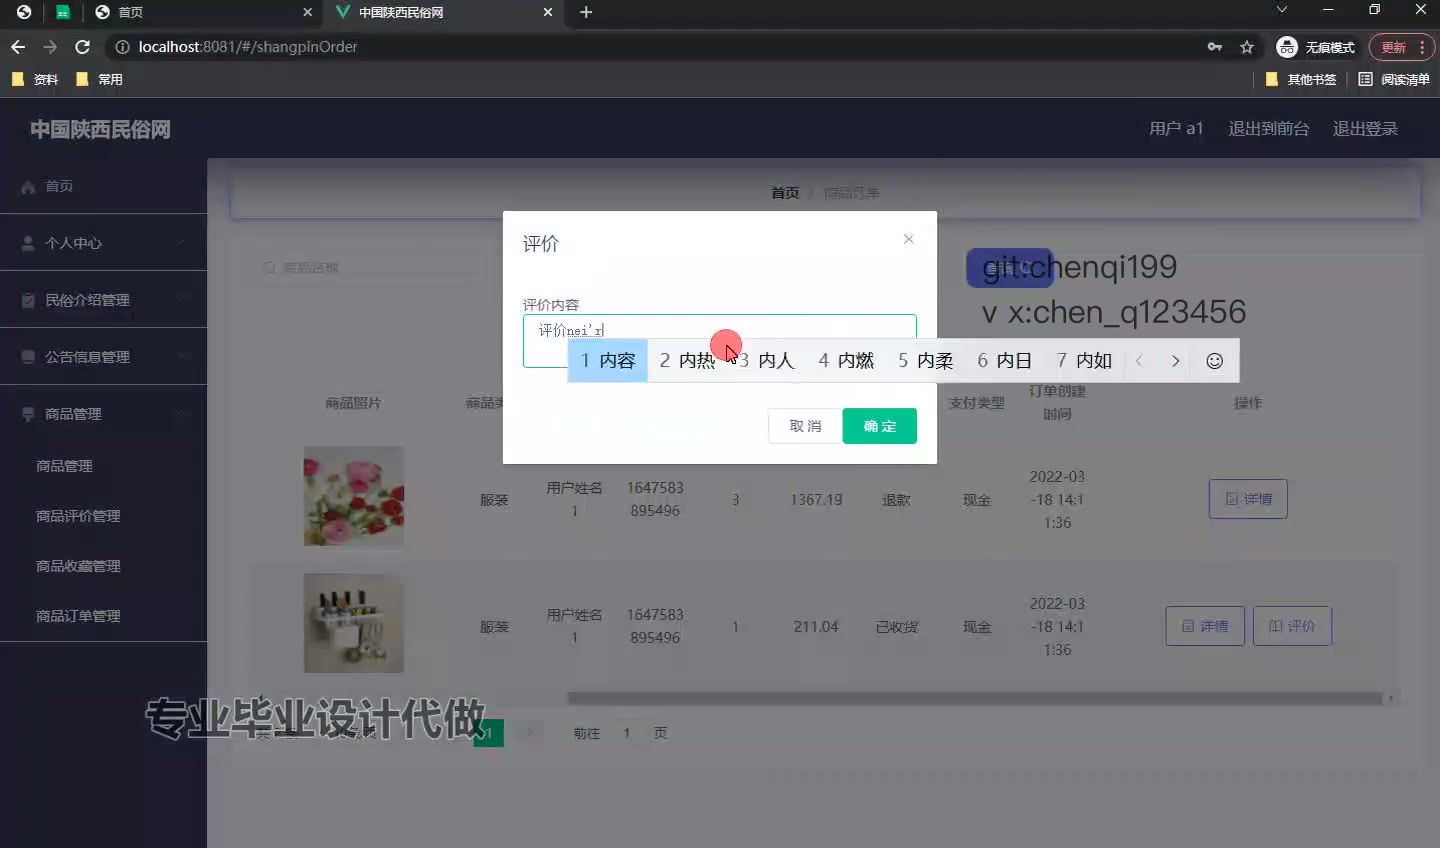 首页
中国陕西民俗网
localhost:8081/#/shangpinOrder
无痕模式
更新
资料
常用
其他书签
阅读清单
中国陕西民俗网
用户 a1
退出到前台
退出登录
首页
个人中心
民俗介绍管理
公告信息管理
商品管理
商品管理
商品评价管理
商品收藏管理
商品订单管理
首页 / 商品订单
商品名称
git:chenqi199
v x:chen_q123456
评价
评价内容
评价nei'r
1 内容 2 内热 3 内人 4 内燃 5 内柔 6 内日 7 内如
取 消
确 定
商品照片
支付类型
订单创建
时间
操作
服装
用户姓名
1
1647583
895496
3
1367.19
退款
现金
2022-03
-18 14:1
1:36
详情
服装
用户姓名
1
1647583
895496
1
211.04
已收货
现金
2022-03
-18 14:1
1:36
详情
评价
专业毕业设计代做
1
前往 1 页